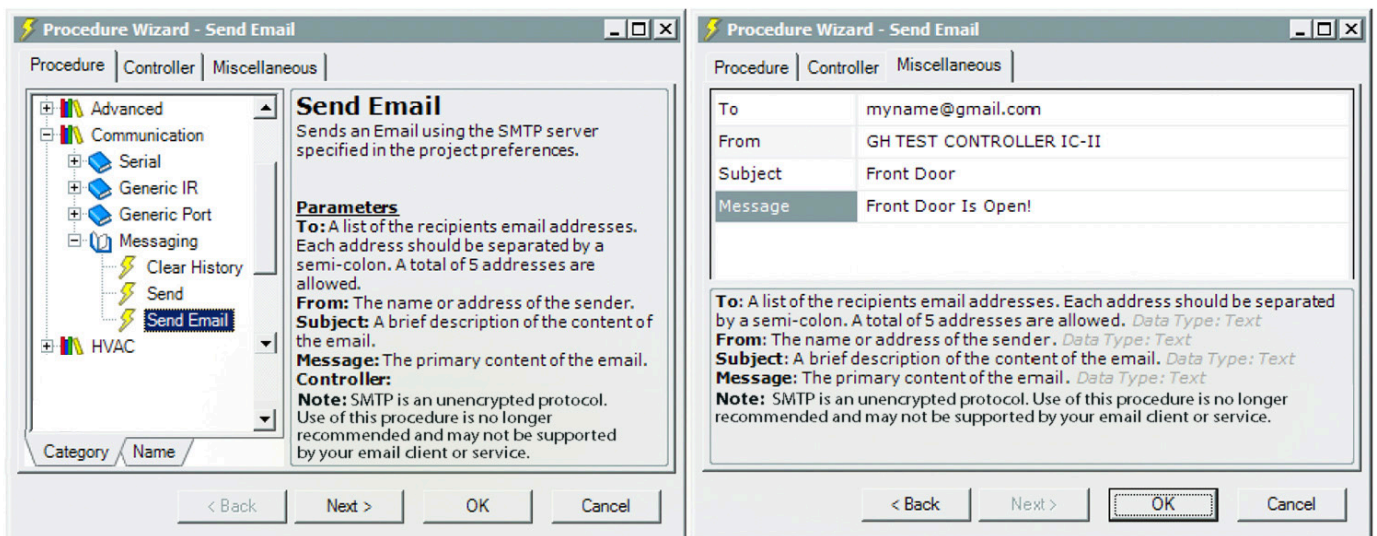 Procedure Wizard - Send Email
Procedure Controller Miscellaneous
Advanced
Communication
Serial
Generic IR
Generic Port
Messaging
Clear History
Send
Send Email
HVAC
Category Name
Send Email
Sends an Email using the SMTP server
specified in the project preferences.
Parameters
To: A list of the recipients email addresses.
Each address should be separated by a
semi-colon. A total of 5 addresses are
allowed.
From: The name or address of the sender.
Subject: A brief description of the content of
the email.
Message: The primary content of the email.
Controller:
Note: SMTP is an unencrypted protocol.
Use of this procedure is no longer
recommended and may not be supported
by your email client or service.
< Back Next > OK Cancel
Procedure Wizard - Send Email
Procedure Controller Miscellaneous
To myname@gmail.com
From GH TEST CONTROLLER IC-II
Subject Front Door
Message Front Door Is Open!
To: A list of the recipients email addresses. Each address should be separated
by a semi-colon. A total of 5 addresses are allowed. Data Type: Text
From: The name or address of the sender. Data Type: Text
Subject: A brief description of the content of the email. Data Type: Text
Message: The primary content of the email. Data Type: Text
Note: SMTP is an unencrypted protocol. Use of this procedure is no longer
recommended and may not be supported by your email client or service.
< Back Next > OK Cancel